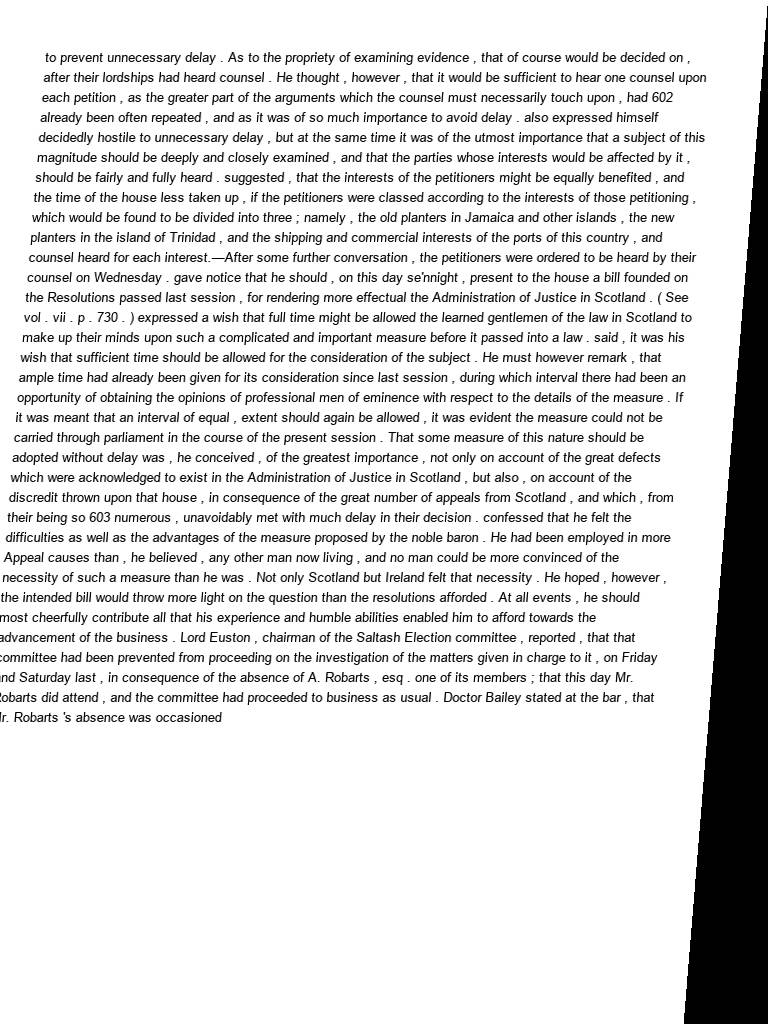 to prevent unnecessary delay . As to the propriety of examining evidence , that of course would be decided on ,
after their lordships had heard counsel . He thought , however , that it would be sufficient to hear one counsel upon
each petition , as the greater part of the arguments which the counsel must necessarily touch upon , had 602
already been often repeated , and as it was of so much importance to avoid delay . also expressed himself
decidedly hostile to unnecessary delay , but at the same time it was of the utmost importance that a subject of this
magnitude should be deeply and closely examined , and that the parties whose interests would be affected by it ,
should be fairly and fully heard . suggested , that the interests of the petitioners might be equally benefited , and
the time of the house less taken up , if the petitioners were classed according to the interests of those petitioning ,
which would be found to be divided into three ; namely , the old planters in Jamaica and other islands , the new
planters in the island of Trinidad , and the shipping and commercial interests of the ports of this country , and
counsel heard for each interest.—After some further conversation , the petitioners were ordered to be heard by their
counsel on Wednesday . gave notice that he should , on this day se'nnight , present to the house a bill founded on
the Resolutions passed last session , for rendering more effectual the Administration of Justice in Scotland . ( See
vol . vii . p . 730 . ) expressed a wish that full time might be allowed the learned gentlemen of the law in Scotland to
make up their minds upon such a complicated and important measure before it passed into a law . said , it was his
wish that sufficient time should be allowed for the consideration of the subject . He must however remark , that
ample time had already been given for its consideration since last session , during which interval there had been an
opportunity of obtaining the opinions of professional men of eminence with respect to the details of the measure . If
it was meant that an interval of equal , extent should again be allowed , it was evident the measure could not be
carried through parliament in the course of the present session . That some measure of this nature should be
adopted without delay was , he conceived , of the greatest importance , not only on account of the great defects
which were acknowledged to exist in the Administration of Justice in Scotland , but also , on account of the
discredit thrown upon that house , in consequence of the great number of appeals from Scotland , and which , from
their being so 603 numerous , unavoidably met with much delay in their decision . confessed that he felt the
difficulties as well as the advantages of the measure proposed by the noble baron . He had been employed in more
Appeal causes than , he believed , any other man now living , and no man could be more convinced of the
necessity of such a measure than he was . Not only Scotland but Ireland felt that necessity . He hoped , however ,
the intended bill would throw more light on the question than the resolutions afforded . At all events , he should
most cheerfully contribute all that his experience and humble abilities enabled him to afford towards the
advancement of the business . Lord Euston , chairman of the Saltash Election committee , reported , that that
committee had been prevented from proceeding on the investigation of the matters given in charge to it , on Friday
and Saturday last , in consequence of the absence of A. Robarts , esq . one of its members ; that this day Mr.
Robarts did attend , and the committee had proceeded to business as usual . Doctor Bailey stated at the bar , that
Mr. Robarts 's absence was occasioned